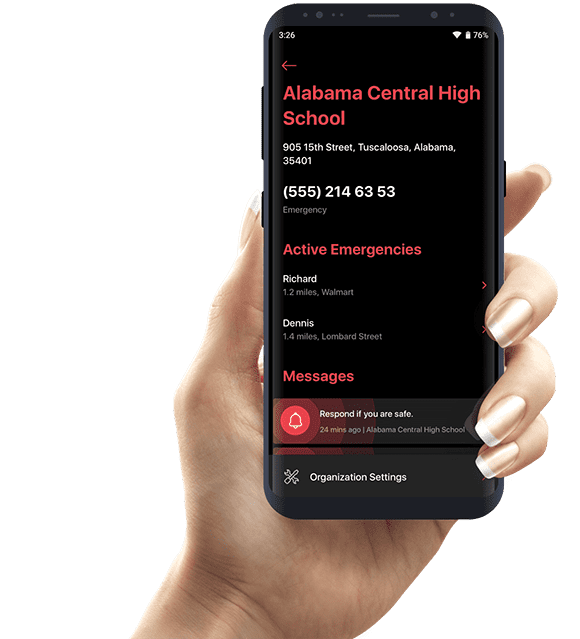 3:26
76%
Alabama Central High
School
905 15th Street, Tuscaloosa, Alabama,
35401
(555) 214 63 53
Emergency
Active Emergencies
Richard
1.2 miles, Walmart
Dennis
1.4 miles, Lombard Street
Messages
Respond if you are safe.
24 mins ago | Alabama Central High School
Organization Settings